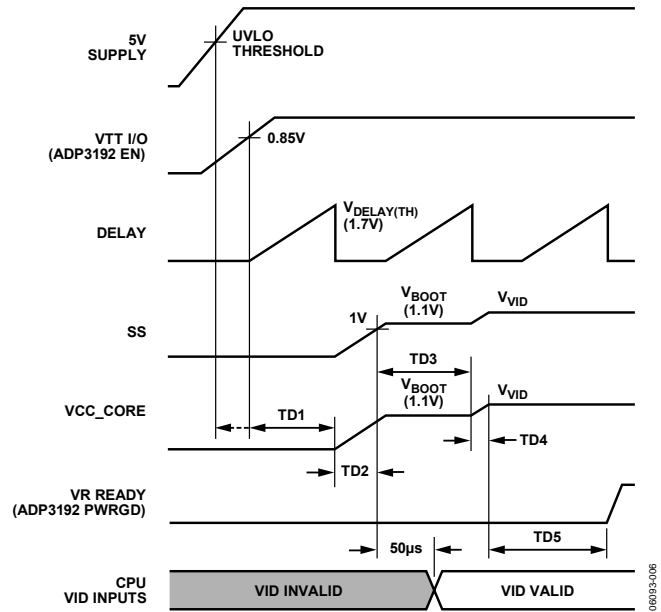 5V
SUPPLY
UVLO
THRESHOLD
VTT I/O
(ADP3192 EN)
0.85V
DELAY
VDELAY(TH)
(1.7V)
SS
1V
VBOOT
(1.1V)
VVID
TD3
VCC_CORE
VBOOT
(1.1V)
VVID
TD1
TD4
TD2
VR READY
(ADP3192 PWRGD)
50µs
TD5
CPU
VID INPUTS
VID INVALID
VID VALID
06093-006